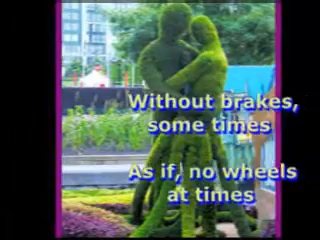 Without brakes,
some times
As if, no wheels
at times